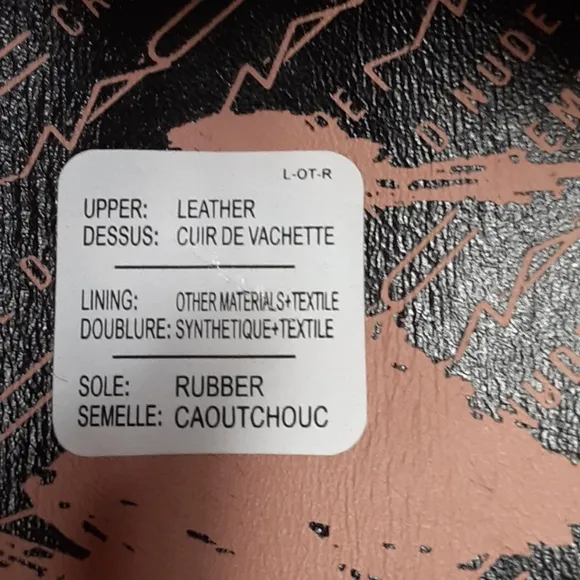 L-OT-R
UPPER: LEATHER
DESSUS: CUIR DE VACHETTE
LINING: OTHER MATERIALS+TEXTILE
DOUBLURE: SYNTHETIQUE+TEXTILE
SOLE: RUBBER
SEMELLE: CAOUTCHOUC
NUDE